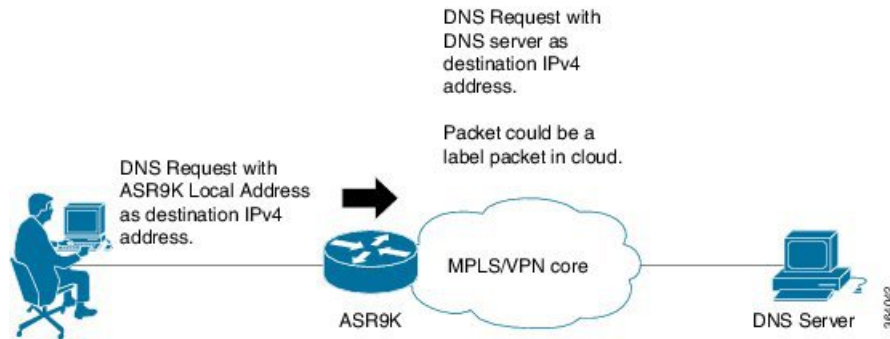 DNS Request with
DNS server as
destination IPv4
address.
Packet could be a
label packet in cloud.
DNS Request with
ASR9K Local Address
as destination IPv4
address.
MPLS/VPN core
ASR9K
DNS Server